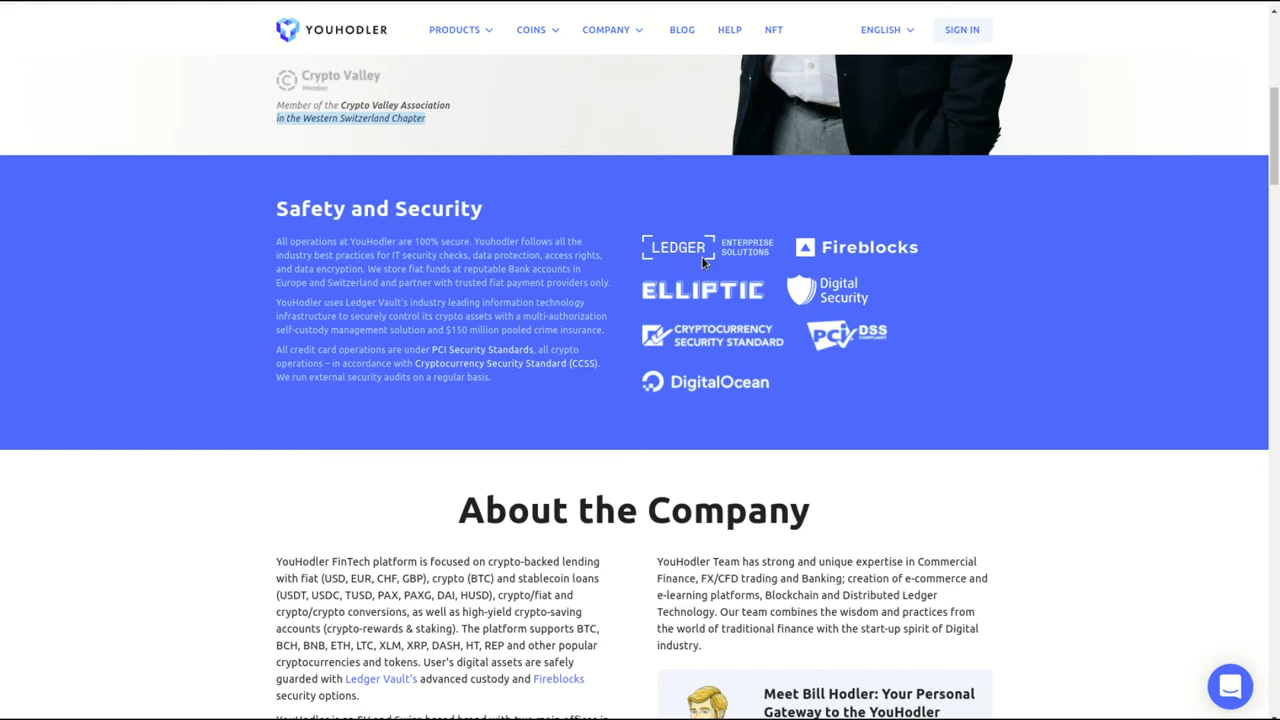 YOUHODLER
PRODUCTS
COINS
COMPANY
BLOG
HELP
NFT
ENGLISH
SIGN IN
Crypto Valley
Member
Member of the Crypto Valley Association
in the Western Switzerland Chapter
Safety and Security
All operations at YouHodler are 100% secure. Youhodler follows all the
industry best practices for IT security checks, data protection, access rights,
and data encryption. We store fiat funds at reputable Bank accounts in
Europe and Switzerland and partner with trusted fiat payment providers only.
YouHodler uses Ledger Vault's industry leading information technology
infrastructure to securely control its crypto assets with a multi-authorization
self-custody management solution and $150 million pooled crime insurance.
All credit card operations are under PCI Security Standards, all crypto
operations – in accordance with Cryptocurrency Security Standard (CCSS).
We run external security audits on a regular basis.
LEDGER
ENTERPRISE
SOLUTIONS
Fireblocks
ELLIPTIC
Digital
Security
CRYPTOCURRENCY
SECURITY STANDARD
PCI DSS
COMPLIANT
DigitalOcean
About the Company
YouHodler FinTech platform is focused on crypto-backed lending
with fiat (USD, EUR, CHF, GBP), crypto (BTC) and stablecoin loans
(USDT, USDC, TUSD, PAX, PAXG, DAI, HUSD), crypto/fiat and
crypto/crypto conversions, as well as high-yield crypto-saving
accounts (crypto-rewards & staking). The platform supports BTC,
BCH, BNB, ETH, LTC, XLM, XRP, DASH, HT, REP and other popular
cryptocurrencies and tokens. User's digital assets are safely
guarded with Ledger Vault's advanced custody and Fireblocks
security options.
YouHodler Team has strong and unique expertise in Commercial
Finance, FX/CFD trading and Banking; creation of e-commerce and
e-learning platforms, Blockchain and Distributed Ledger
Technology. Our team combines the wisdom and practices from
the world of traditional finance with the start-up spirit of Digital
industry.
Meet Bill Hodler: Your Personal
Gateway to the YouHodler